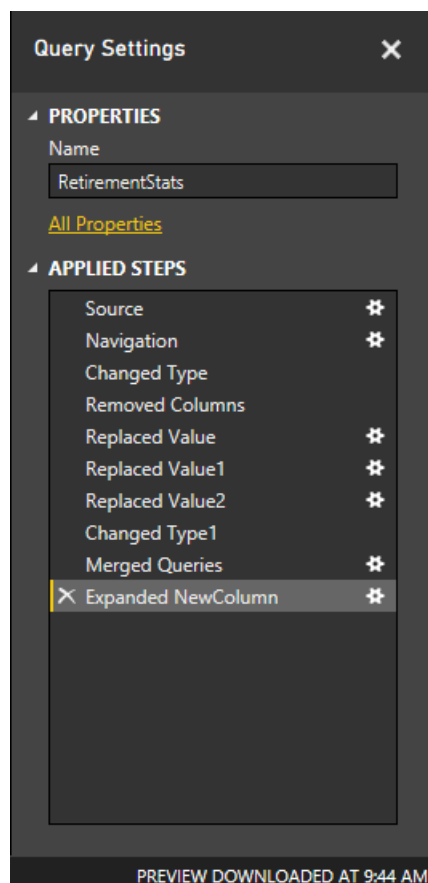 Query Settings
PROPERTIES
Name
RetirementStats
All Properties
APPLIED STEPS
Source
Navigation
Changed Type
Removed Columns
Replaced Value
Replaced Value1
Replaced Value2
Changed Type1
Merged Queries
Expanded NewColumn
PREVIEW DOWNLOADED AT 9:44 AM